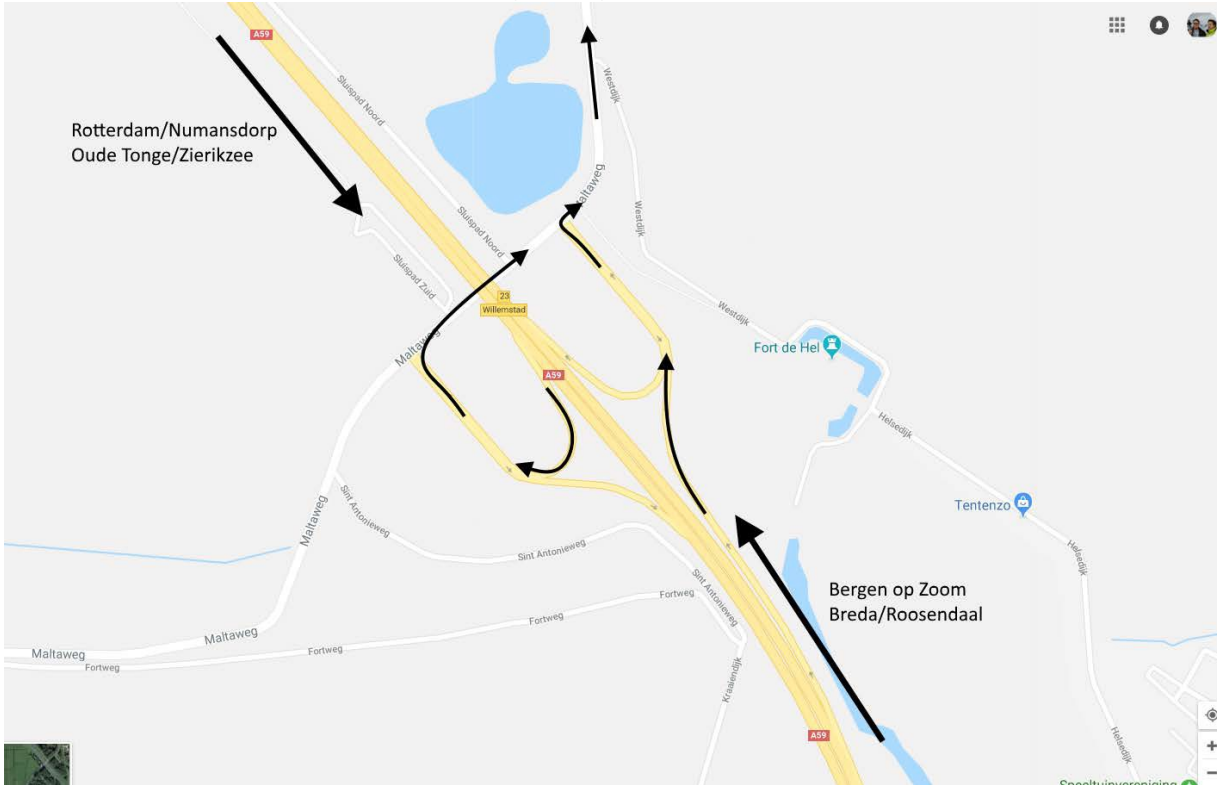 A59
Sluispad Noord
Westdijk
Rotterdam/Numansdorp
Oude Tonge/Zierikzee
Maltaweg
Sluispad Noord
Westdijk
Sluispad Zuid
23
Willemstad
Westdijk
Maltaweg
Fort de Hel
A59
Helsedijk
Maltaweg
Sint Antonieweg
Tentenzo
Sint Antonieweg
Helsedijk
Sint Antonieweg
Fortweg
Bergen op Zoom
Breda/Roosendaal
Fortweg
Maltaweg
Maltaweg
Fortweg
Fortweg
Kraaiendijk
A59
Speeltuinvereniging